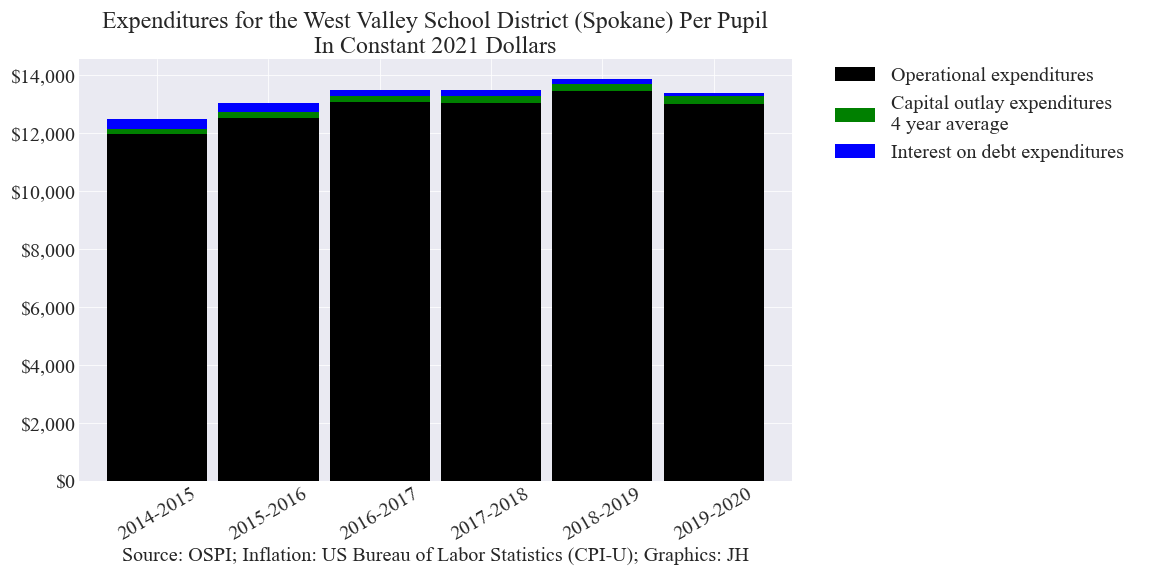 Expenditures for the West Valley School District (Spokane) Per Pupil
In Constant 2021 Dollars
$14,000
$12,000
$10,000
$8,000
$6,000
$4,000
$2,000
$0
2014-2015
2015-2016
2016-2017
2017-2018
2018-2019
2019-2020
Source: OSPI; Inflation: US Bureau of Labor Statistics (CPI-U); Graphics: JH
Operational expenditures
Capital outlay expenditures
4 year average
Interest on debt expenditures